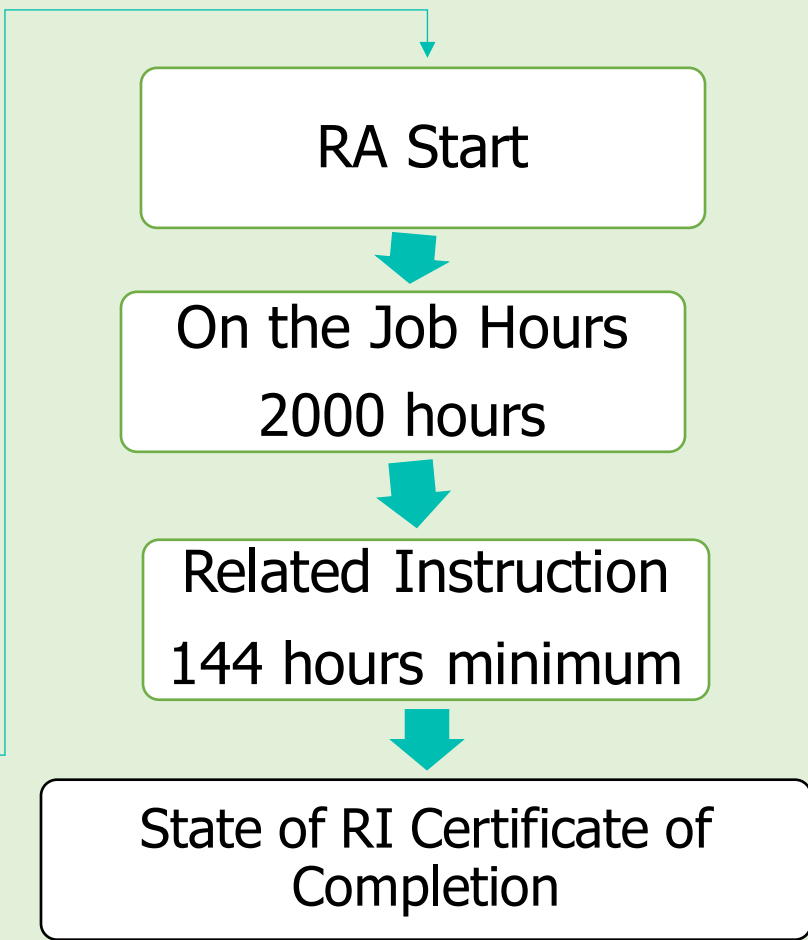 RA Start
On the Job Hours
2000 hours
Related Instruction
144 hours minimum
State of RI Certificate of
Completion